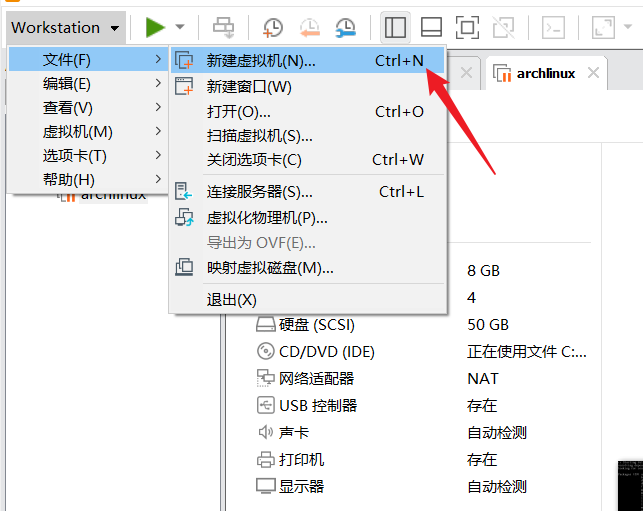 Workstation
文件(F)
新建虚拟机(N)... Ctrl+N
编辑(E)
新建窗口(W)
archlinux
查看(V)
打开(O)... Ctrl+O
虚拟机(M)
扫描虚拟机(S)...
选项卡(T)
关闭选项卡(C) Ctrl+W
帮助(H)
连接服务器(S)... Ctrl+L
archlinux
虚拟化物理机(P)...
导出为 OVF(E)...
映射虚拟磁盘(M)...
8 GB
退出(X)
4
硬盘 (SCSI) 50 GB
CD/DVD (IDE) 正在使用文件 C:...
网络适配器 NAT
USB 控制器 存在
声卡 自动检测
打印机 存在
显示器 自动检测